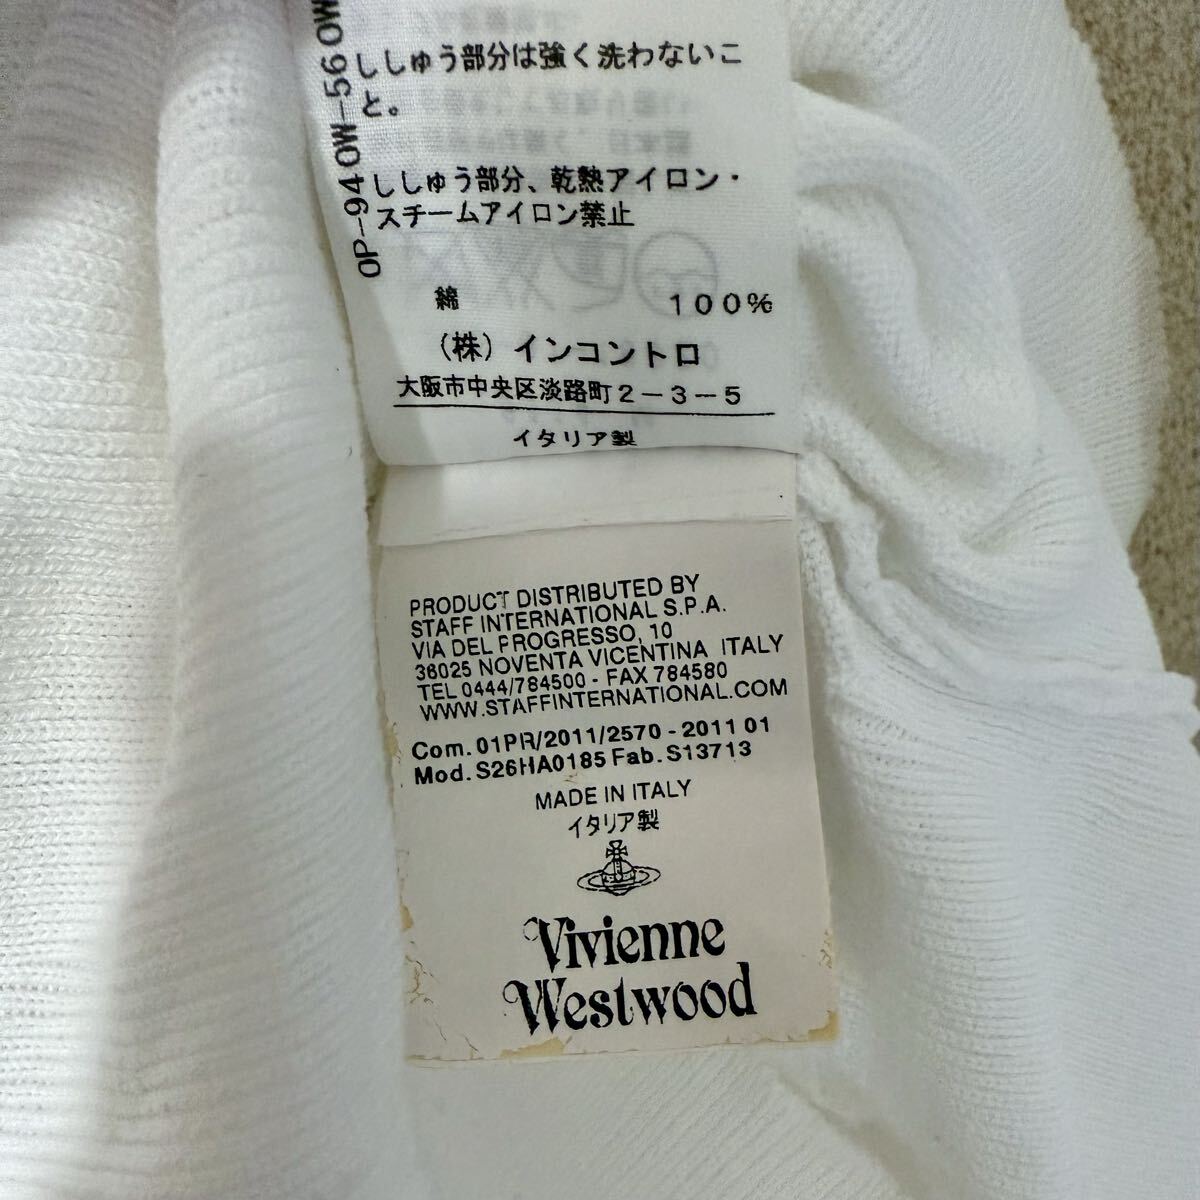 ししゅう部分は強く洗わないこ
と。
ししゅう部分、乾熱アイロン・
スチームアイロン禁止
綿 100%
(株)インコントロ
大阪市中央区淡路町2-3-5
イタリア製
OP-940W-560W
PRODUCT DISTRIBUTED BY
STAFF INTERNATIONAL S.P.A.
VIA DEL PROGRESSO, 10
36025 NOVENTA VICENTINA ITALY
TEL 0444/784500 - FAX 784580
WWW.STAFFINTERNATIONAL.COM
Com. 01PR/2011/2570 - 2011 01
Mod. S26HA0185 Fab. S13713
MADE IN ITALY
イタリア製
Vivienne
Westwood